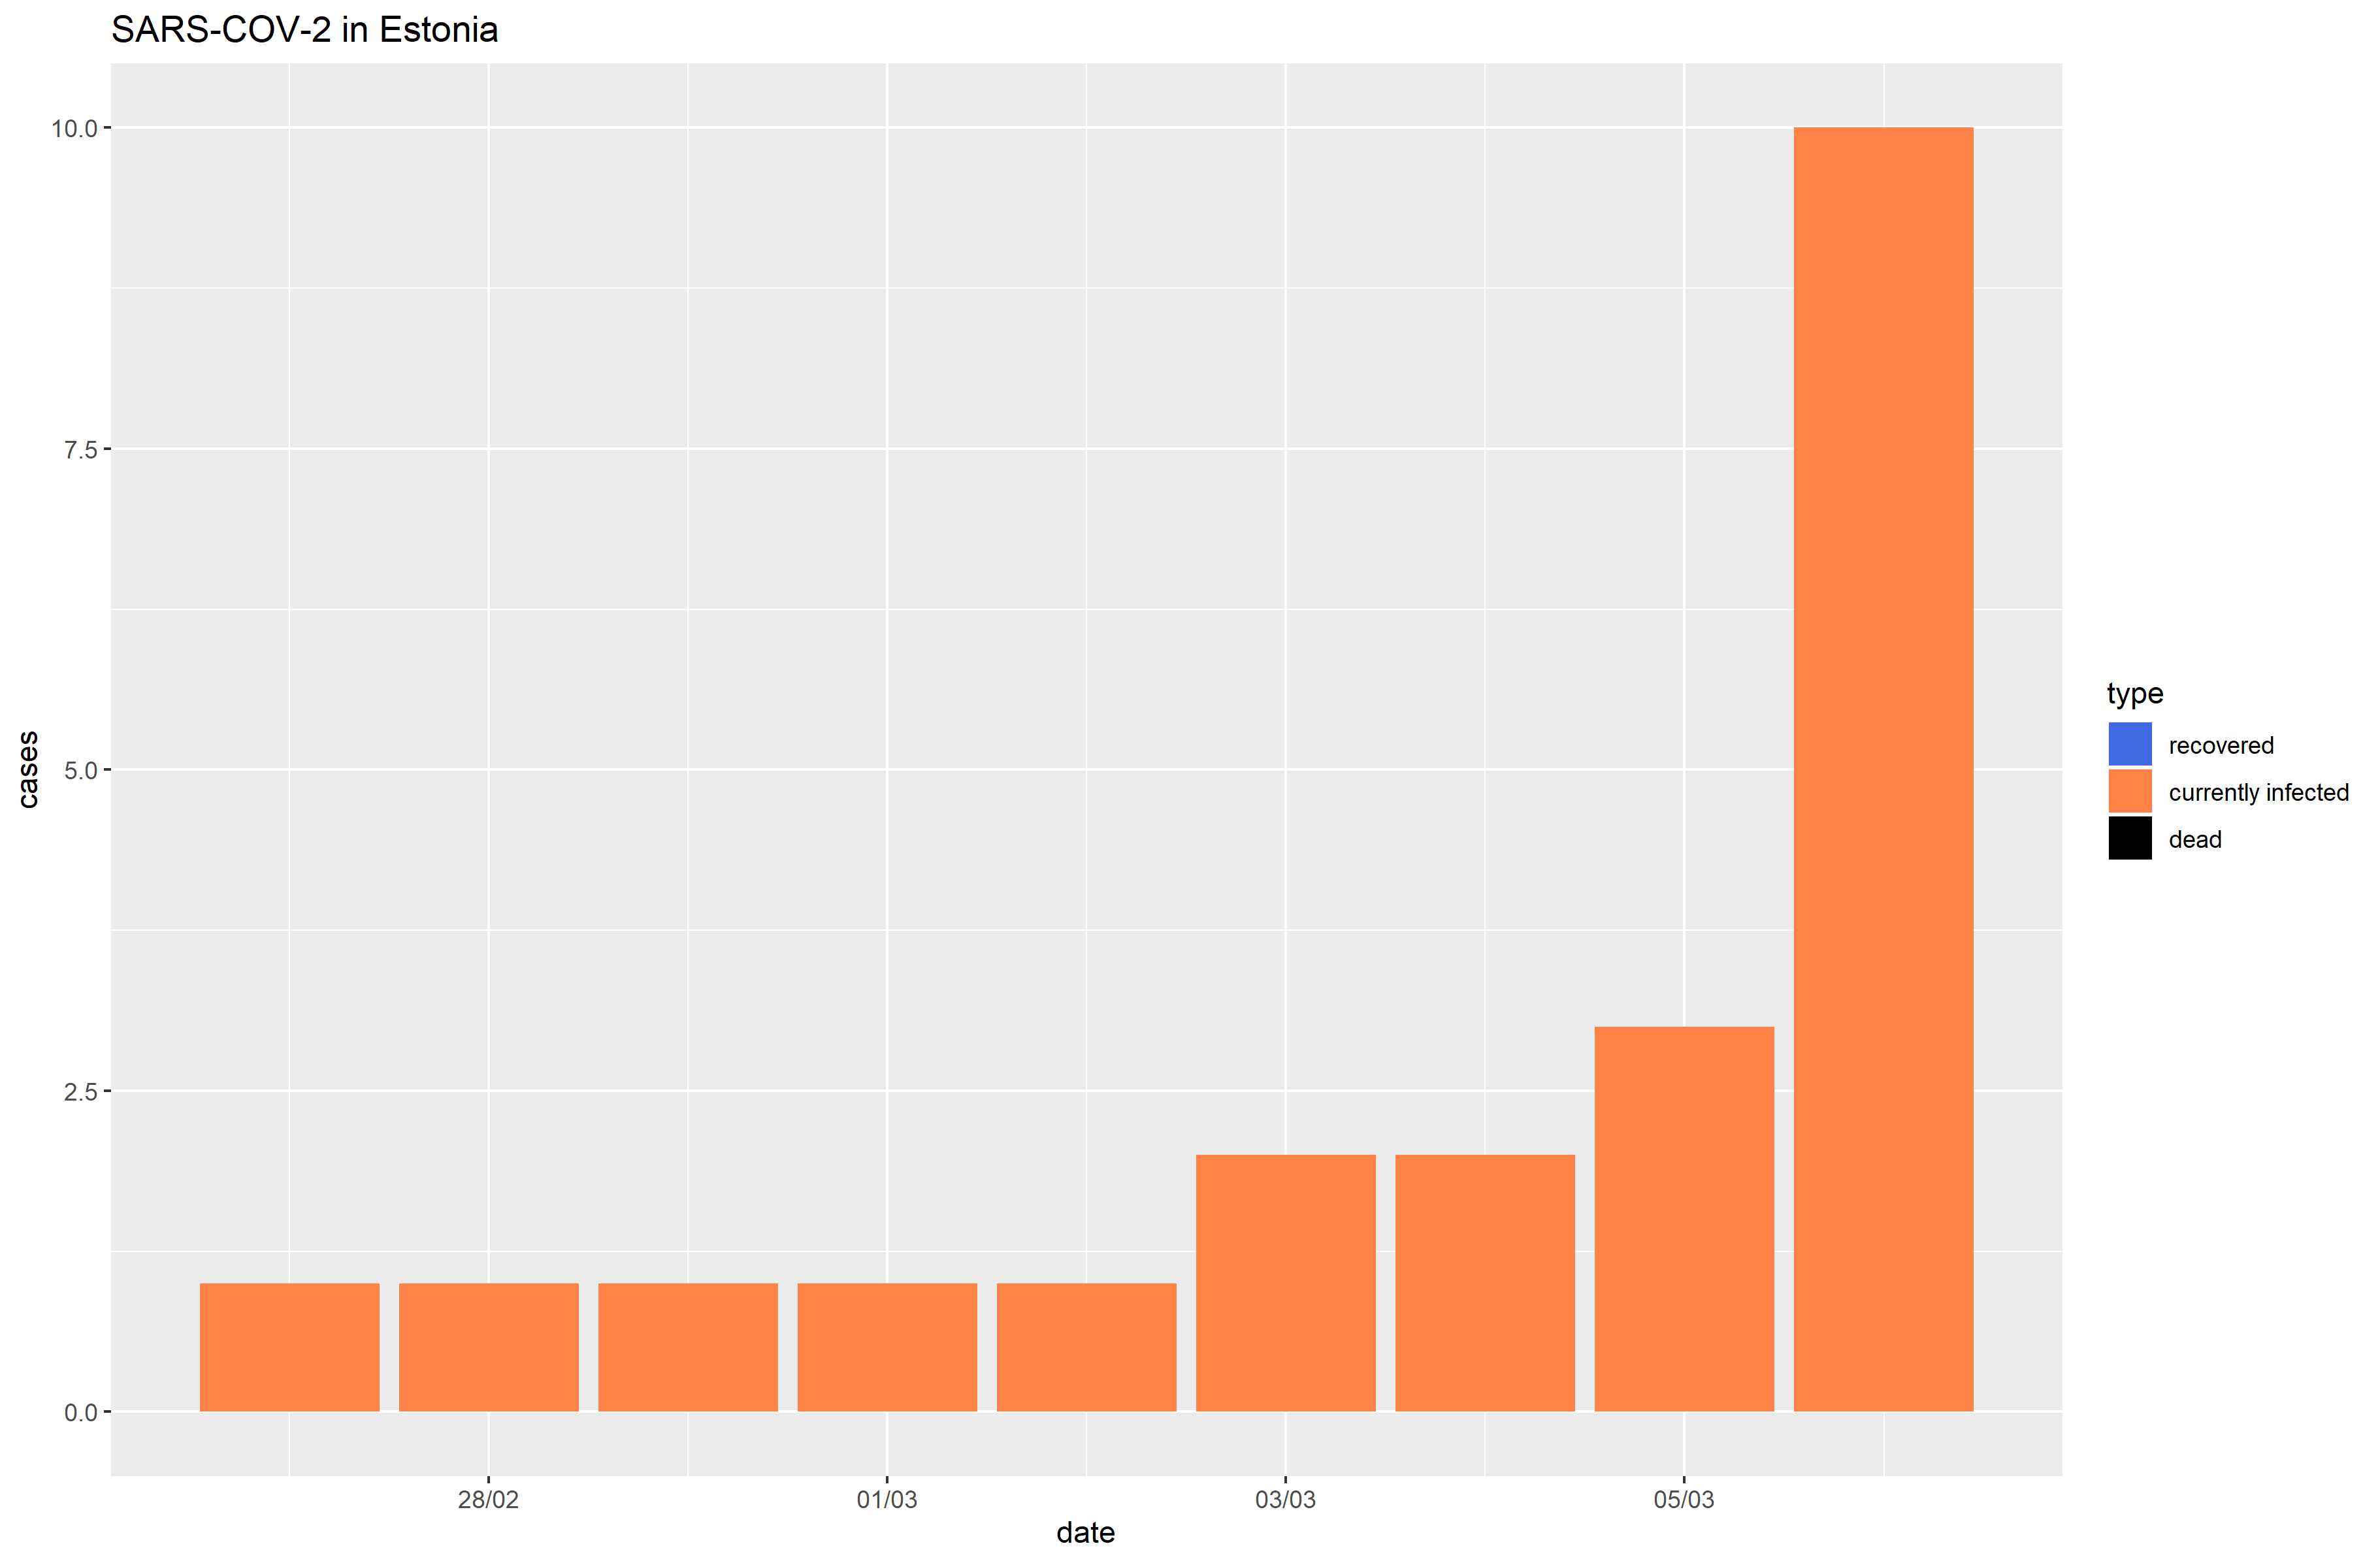 SARS-COV-2 in Estonia
cases
10.0
7.5
5.0
2.5
0.0
28/02 01/03 03/03 05/03
date
type
recovered
currently infected
dead